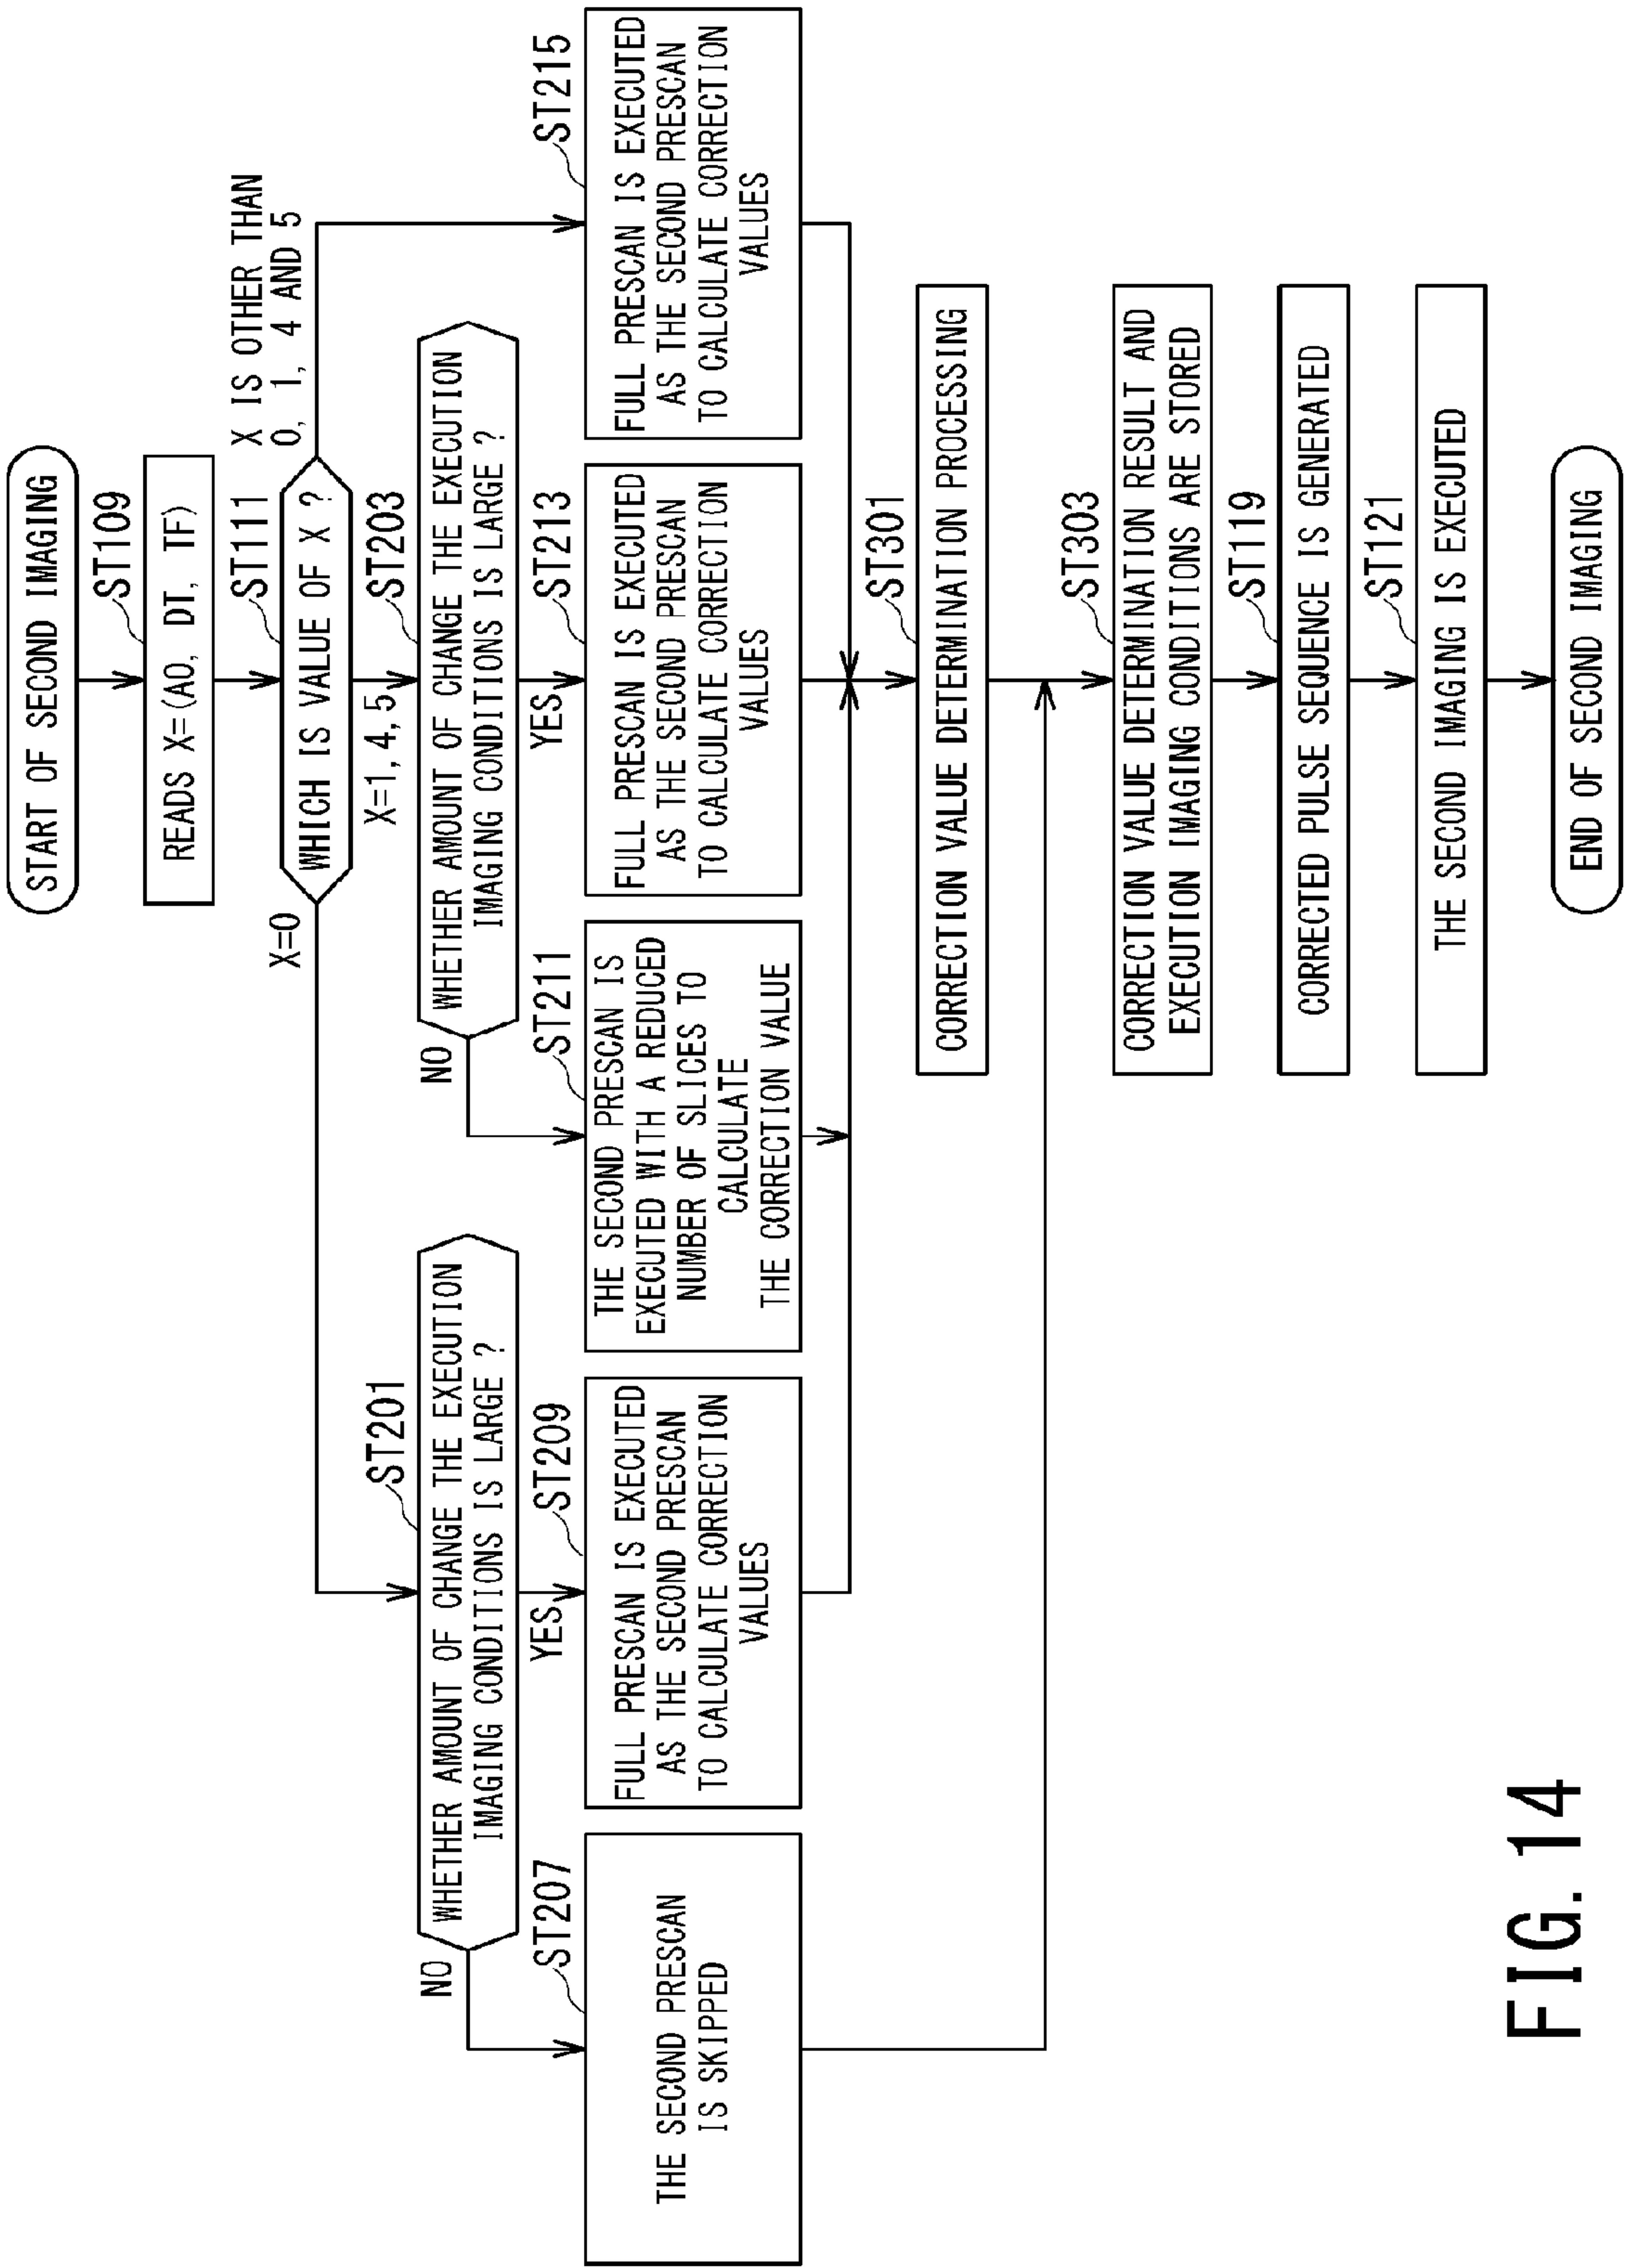 START OF SECOND IMAGING
ST109
READS X=(AO, DT, TF)
ST111
WHICH IS VALUE OF X ?
X=0
X=1, 4, 5
X IS OTHER THAN
0, 1, 4 AND 5
ST201
WHETHER AMOUNT OF CHANGE THE EXECUTION
IMAGING CONDITIONS IS LARGE ?
NO
YES
ST203
WHETHER AMOUNT OF CHANGE THE EXECUTION
IMAGING CONDITIONS IS LARGE ?
NO
YES
ST207
THE SECOND PRESCAN
IS SKIPPED
ST209
FULL PRESCAN IS EXECUTED
AS THE SECOND PRESCAN
TO CALCULATE CORRECTION
VALUES
ST211
THE SECOND PRESCAN IS
EXECUTED WITH A REDUCED
NUMBER OF SLICES TO
CALCULATE
THE CORRECTION VALUE
ST213
FULL PRESCAN IS EXECUTED
AS THE SECOND PRESCAN
TO CALCULATE CORRECTION
VALUES
ST215
FULL PRESCAN IS EXECUTED
AS THE SECOND PRESCAN
TO CALCULATE CORRECTION
VALUES
ST301
CORRECTION VALUE DETERMINATION PROCESSING
ST303
CORRECTION VALUE DETERMINATION RESULT AND
EXECUTION IMAGING CONDITIONS ARE STORED
ST119
CORRECTED PULSE SEQUENCE IS GENERATED
ST121
THE SECOND IMAGING IS EXECUTED
END OF SECOND IMAGING
FIG. 14